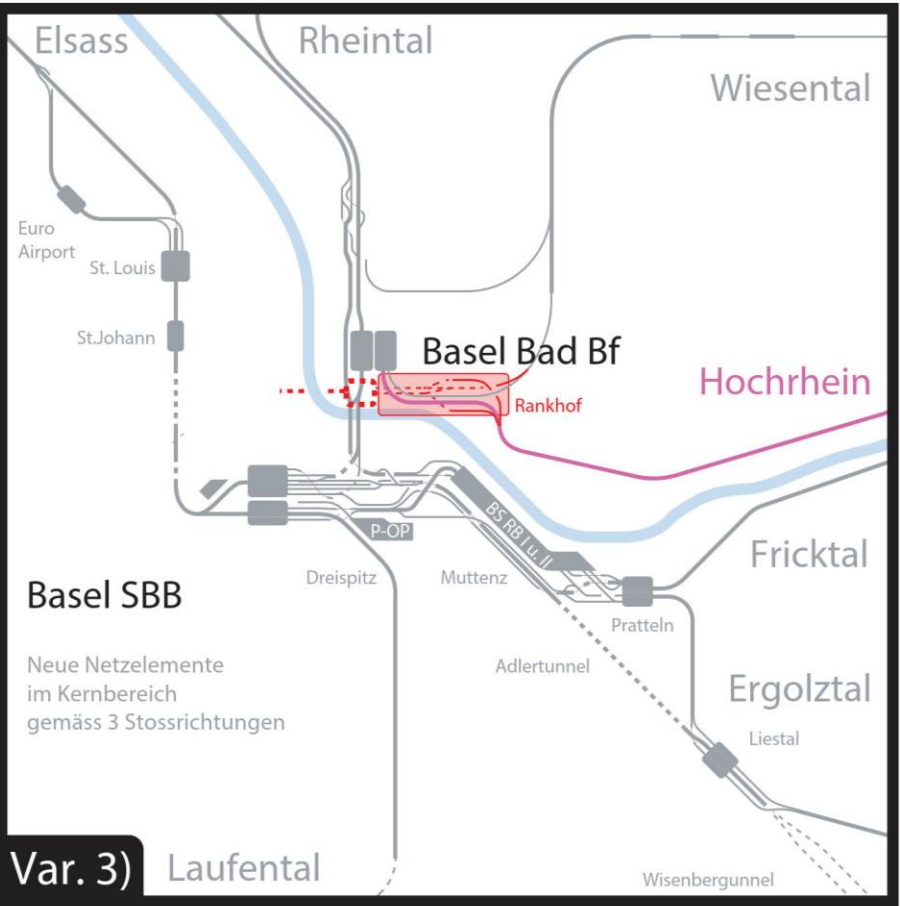 Elsass
Rheintal
Wiesental
Euro
Airport
St. Louis
St.Johann
Basel Bad Bf
Hochrhein
Rankhof
P-OP
BS RB I u. II
Fricktal
Dreispitz
Muttenz
Basel SBB
Pratteln
Neue Netzelemente
im Kernbereich
gemäss 3 Stossrichtungen
Adlertunnel
Ergolztal
Liestal
Var. 3)
Laufental
Wisenbergunnel